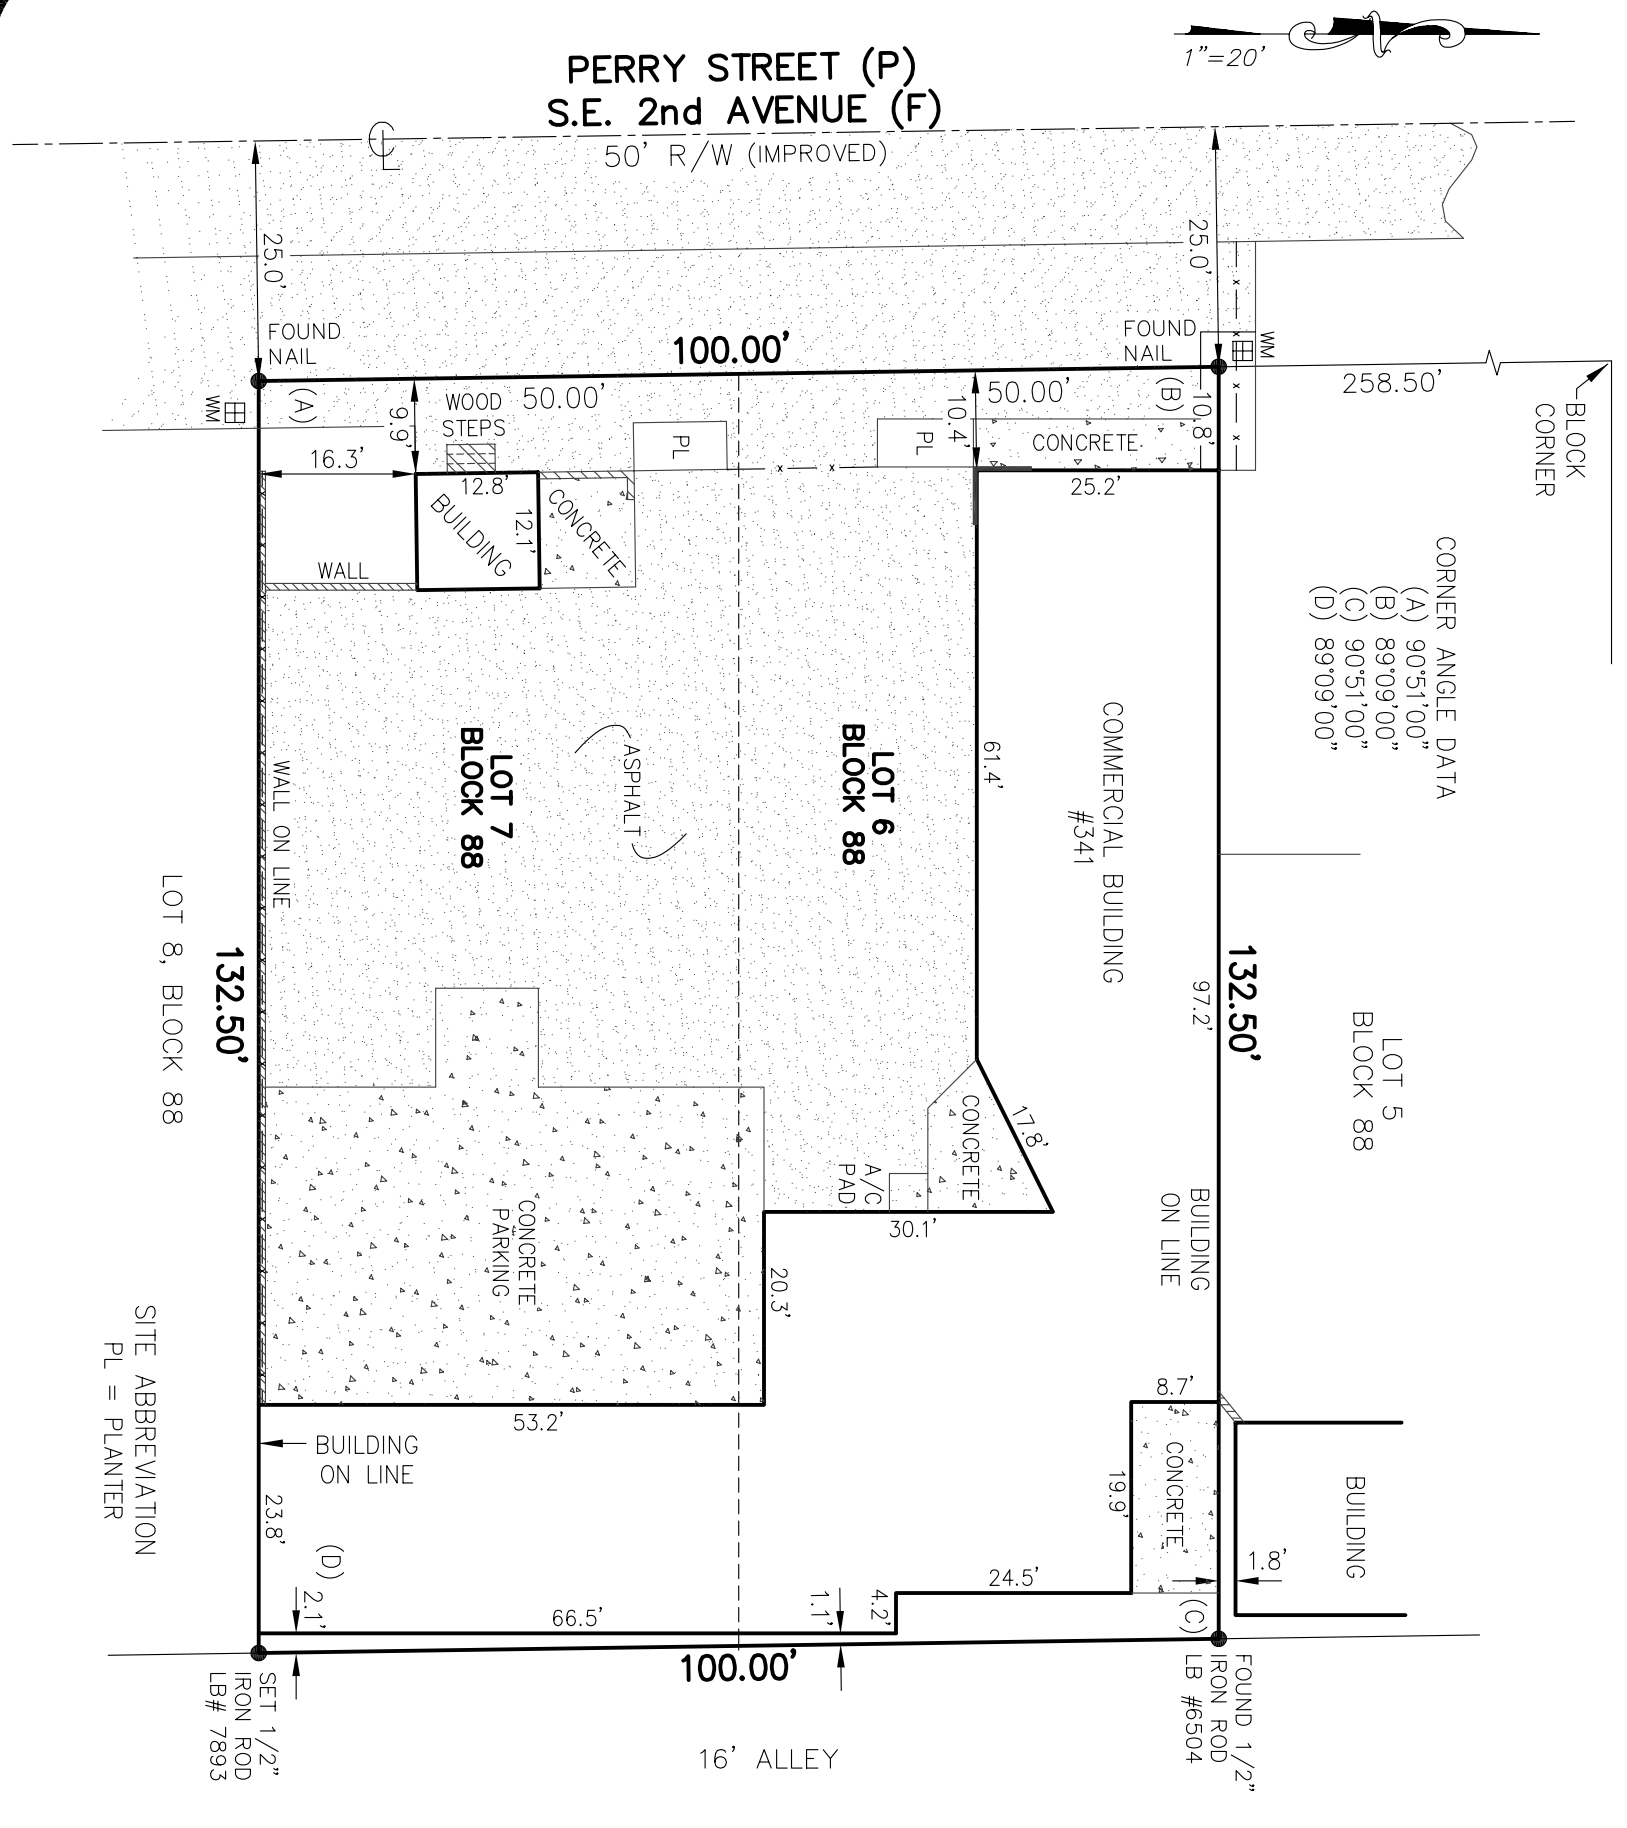 1"=20'
PERRY STREET (P)
S.E. 2nd AVENUE (F)
50' R/W (IMPROVED)
CL
25.0'
25.0'
FOUND
NAIL
100.00'
FOUND
NAIL
WM
258.50'
BLOCK
CORNER
WM
(A)
9.9'
WOOD
STEPS
50.00'
PL
PL
10.4'
50.00'
(B)
10.8'
CONCRETE
16.3'
12.8'
BUILDING
12.1'
CONCRETE
25.2'
WALL
CORNER ANGLE DATA
(A) 90°51'00"
(B) 89°09'00"
(C) 90°51'00"
(D) 89°09'00"
LOT 7
BLOCK 88
ASPHALT
LOT 6
BLOCK 88
61.4'
COMMERCIAL BUILDING
#341
WALL ON LINE
LOT 8, BLOCK 88
132.50'
97.2'
132.50'
LOT 5
BLOCK 88
17.8'
CONCRETE
A/C
PAD
30.1'
BUILDING
ON LINE
CONCRETE
PARKING
20.3'
53.2'
8.7'
SITE ABBREVIATION
PL = PLANTER
BUILDING
ON LINE
23.8'
(D)
19.9'
CONCRETE
BUILDING
1.8'
2.1'
66.5'
1.1'
4.2'
24.5'
(C)
100.00'
SET 1/2"
IRON ROD
LB# 7893
FOUND 1/2"
IRON ROD
LB #6504
16' ALLEY